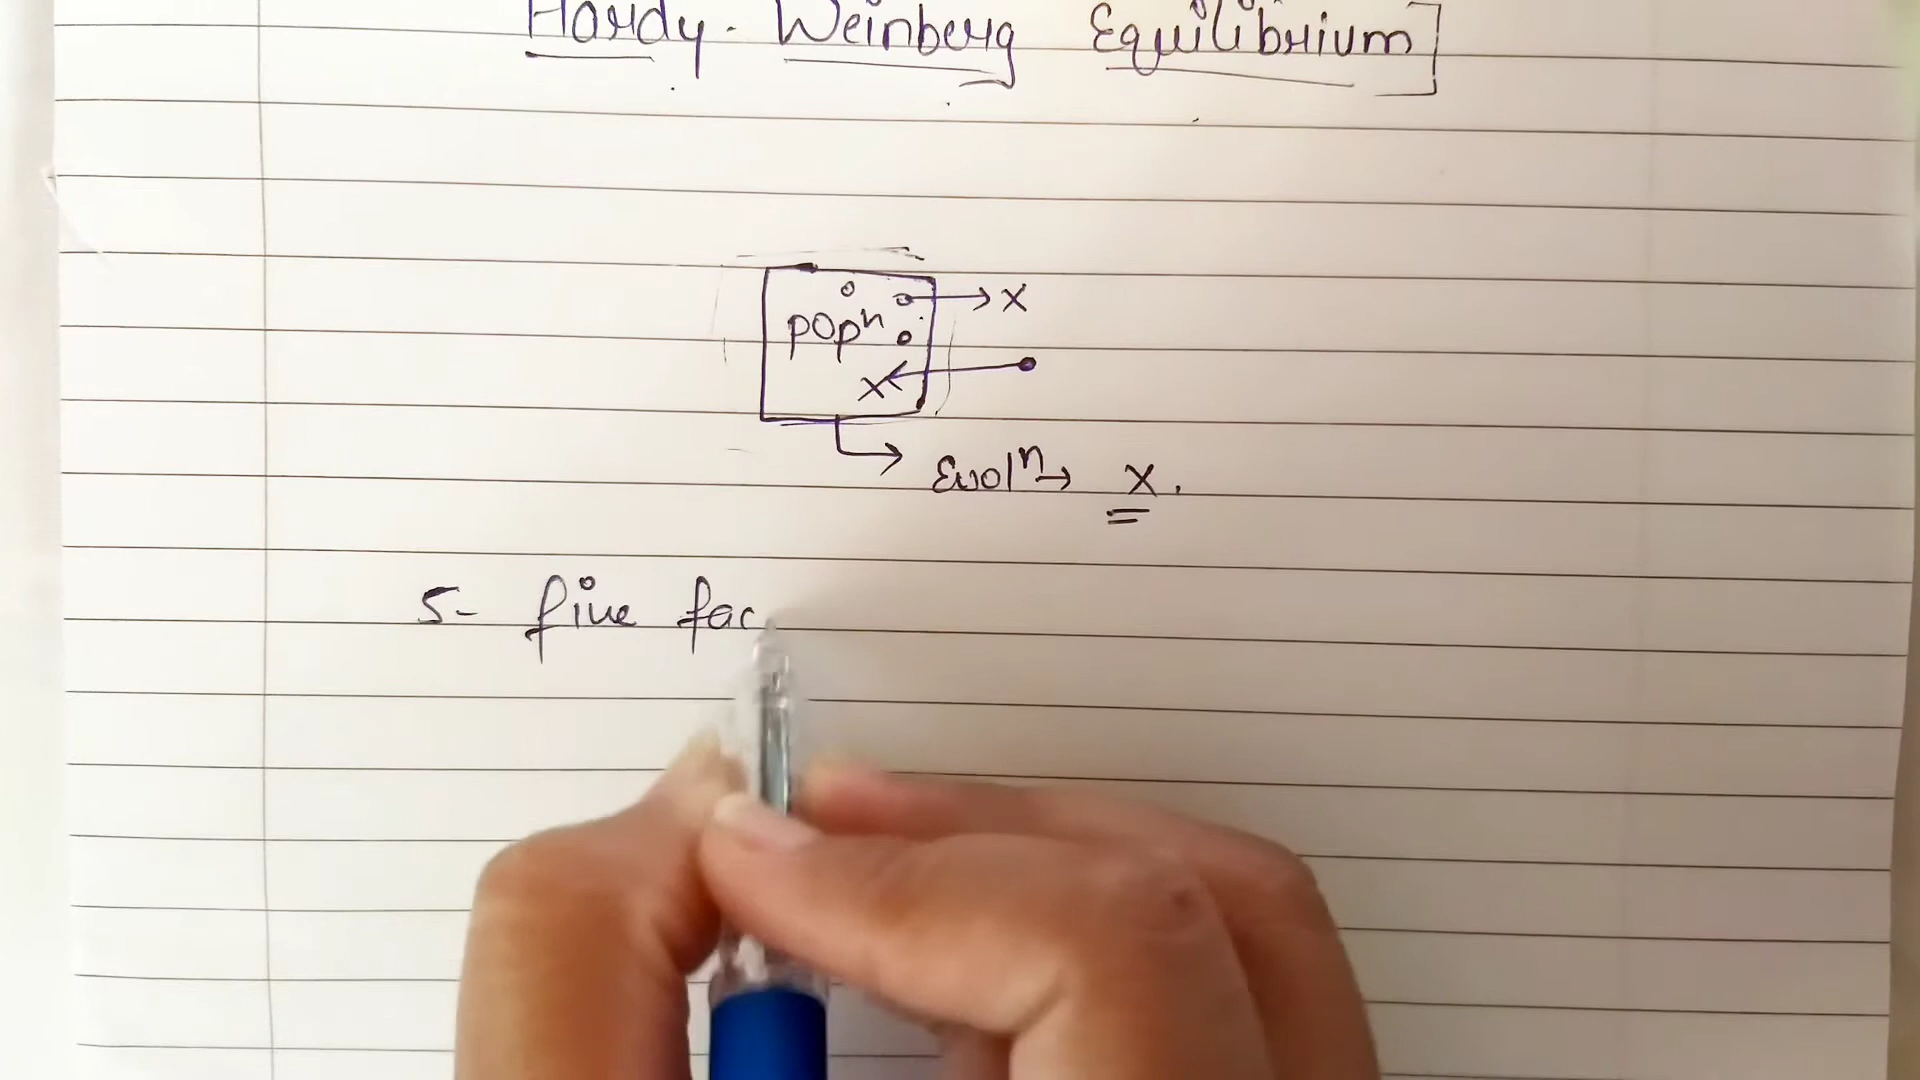 Hardy - Weinberg Equilibrium]
popⁿ
x
x
Evolⁿ→ x.
5- five fac